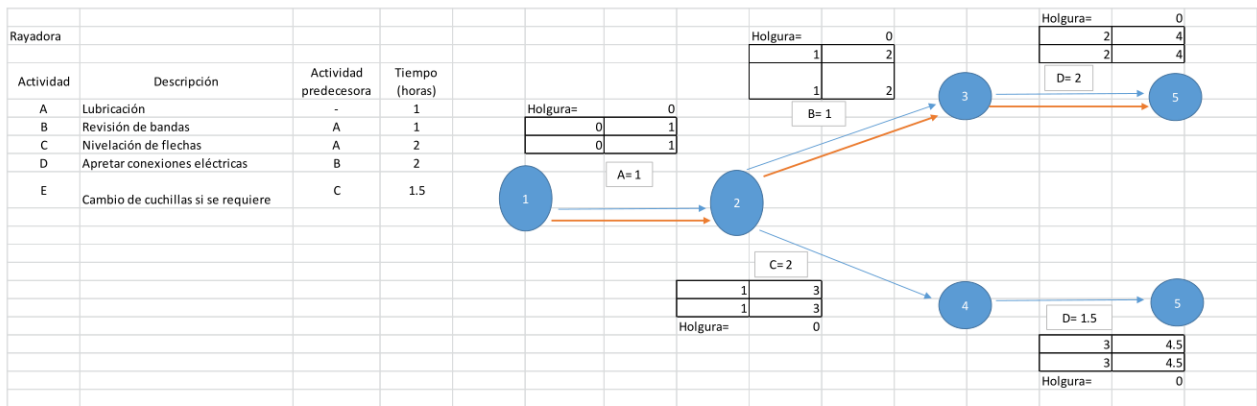 Rayadora
Actividad Descripción Actividad predecesora Tiempo (horas)
A Lubricación - 1
B Revisión de bandas A 1
C Nivelación de flechas A 2
D Apretar conexiones eléctricas B 2
E Cambio de cuchillas si se requiere C 1.5
Holgura= 0
0 1
0 1
A= 1
1
2
Holgura= 0
1 2
1 2
B= 1
3
Holgura= 0
2 4
2 4
D= 2
5
C= 2
1 3
1 3
Holgura= 0
4
5
D= 1.5
3 4.5
3 4.5
Holgura= 0